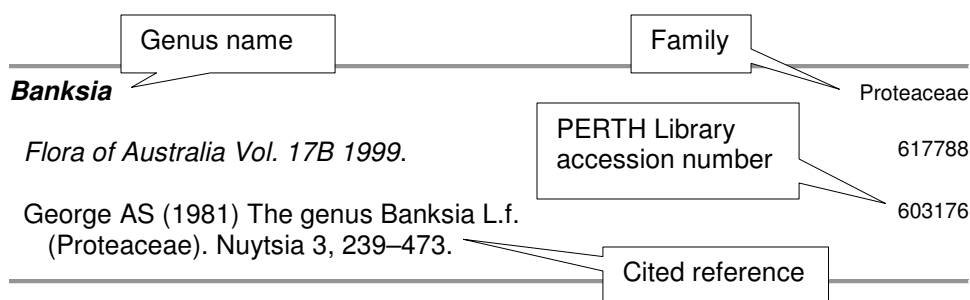 Genus name
Family
Banksia
Proteaceae
PERTH Library
accession number
Flora of Australia Vol. 17B 1999.
617788
George AS (1981) The genus Banksia L.f.
(Proteaceae). Nuytsia 3, 239–473.
603176
Cited reference